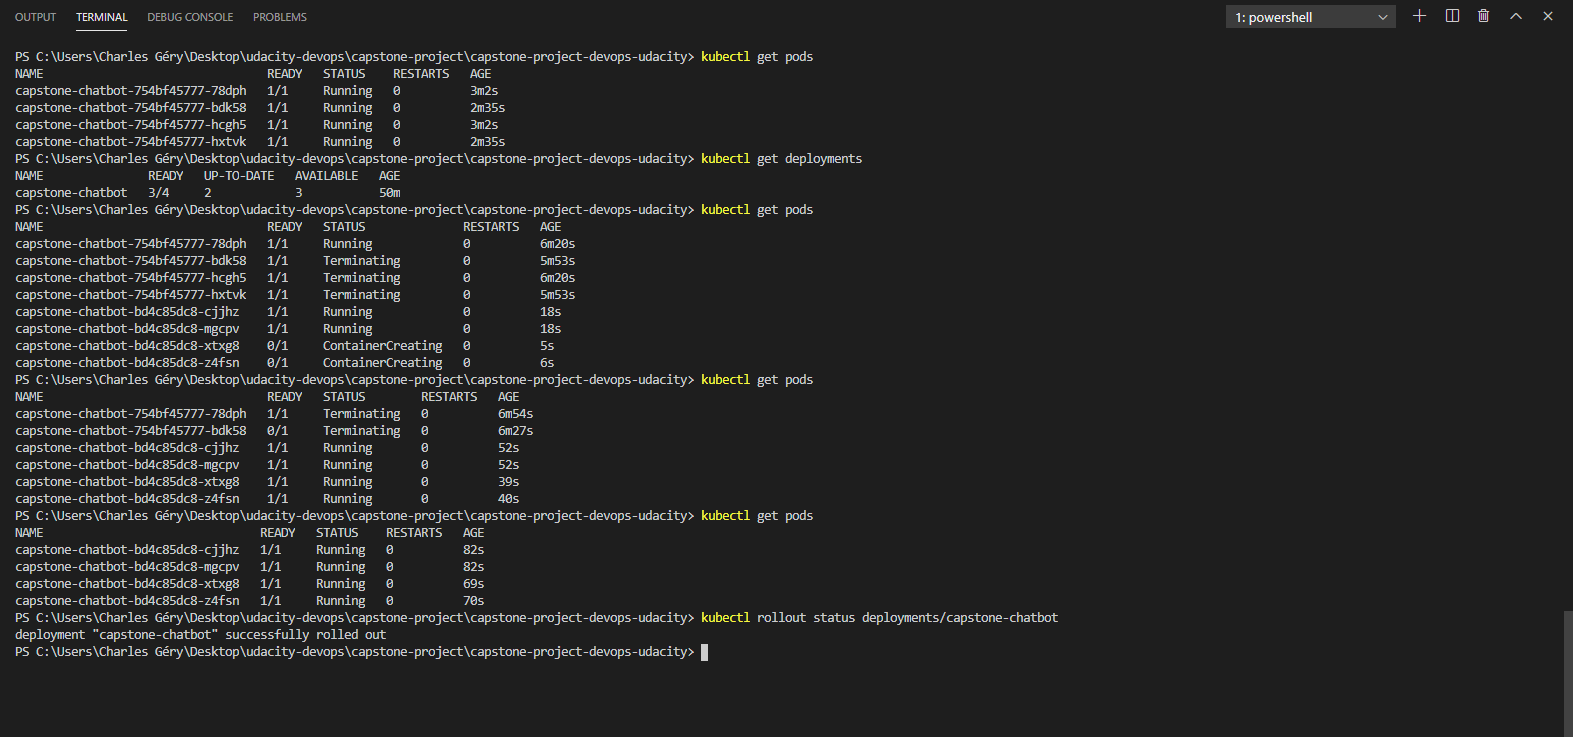 OUTPUT TERMINAL DEBUG CONSOLE PROBLEMS 1: powershell
PS C:\Users\Charles Géry\Desktop\udacity-devops\capstone-project\capstone-project-devops-udacity> kubectl get pods
NAME READY STATUS RESTARTS AGE
capstone-chatbot-754bf45777-78dph 1/1 Running 0 3m2s
capstone-chatbot-754bf45777-bdk58 1/1 Running 0 2m35s
capstone-chatbot-754bf45777-hcgh5 1/1 Running 0 3m2s
capstone-chatbot-754bf45777-hxtvk 1/1 Running 0 2m35s
PS C:\Users\Charles Géry\Desktop\udacity-devops\capstone-project\capstone-project-devops-udacity> kubectl get deployments
NAME READY UP-TO-DATE AVAILABLE AGE
capstone-chatbot 3/4 2 3 50m
PS C:\Users\Charles Géry\Desktop\udacity-devops\capstone-project\capstone-project-devops-udacity> kubectl get pods
NAME READY STATUS RESTARTS AGE
capstone-chatbot-754bf45777-78dph 1/1 Running 0 6m20s
capstone-chatbot-754bf45777-bdk58 1/1 Terminating 0 5m53s
capstone-chatbot-754bf45777-hcgh5 1/1 Terminating 0 6m20s
capstone-chatbot-754bf45777-hxtvk 1/1 Terminating 0 5m53s
capstone-chatbot-bd4c85dc8-cjjhz 1/1 Running 0 18s
capstone-chatbot-bd4c85dc8-mgcpv 1/1 Running 0 18s
capstone-chatbot-bd4c85dc8-xtxg8 0/1 ContainerCreating 0 5s
capstone-chatbot-bd4c85dc8-z4fsn 0/1 ContainerCreating 0 6s
PS C:\Users\Charles Géry\Desktop\udacity-devops\capstone-project\capstone-project-devops-udacity> kubectl get pods
NAME READY STATUS RESTARTS AGE
capstone-chatbot-754bf45777-78dph 1/1 Terminating 0 6m54s
capstone-chatbot-754bf45777-bdk58 0/1 Terminating 0 6m27s
capstone-chatbot-bd4c85dc8-cjjhz 1/1 Running 0 52s
capstone-chatbot-bd4c85dc8-mgcpv 1/1 Running 0 52s
capstone-chatbot-bd4c85dc8-xtxg8 1/1 Running 0 39s
capstone-chatbot-bd4c85dc8-z4fsn 1/1 Running 0 40s
PS C:\Users\Charles Géry\Desktop\udacity-devops\capstone-project\capstone-project-devops-udacity> kubectl get pods
NAME READY STATUS RESTARTS AGE
capstone-chatbot-bd4c85dc8-cjjhz 1/1 Running 0 82s
capstone-chatbot-bd4c85dc8-mgcpv 1/1 Running 0 82s
capstone-chatbot-bd4c85dc8-xtxg8 1/1 Running 0 69s
capstone-chatbot-bd4c85dc8-z4fsn 1/1 Running 0 70s
PS C:\Users\Charles Géry\Desktop\udacity-devops\capstone-project\capstone-project-devops-udacity> kubectl rollout status deployments/capstone-chatbot
deployment "capstone-chatbot" successfully rolled out
PS C:\Users\Charles Géry\Desktop\udacity-devops\capstone-project\capstone-project-devops-udacity>